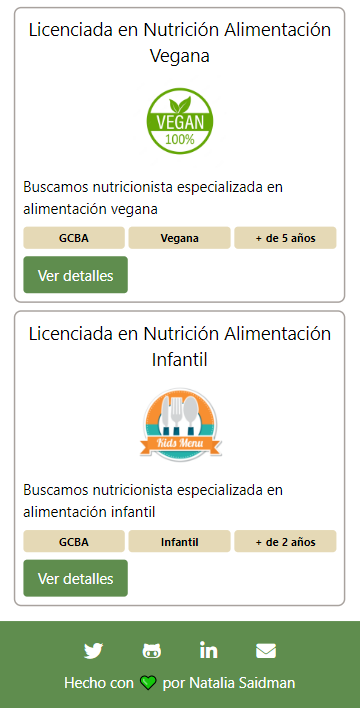 Licenciada en Nutrición Alimentación
Vegana
VEGAN
100%
Buscamos nutricionista especializada en
alimentación vegana
GCBA Vegana + de 5 años
Ver detalles
Licenciada en Nutrición Alimentación
Infantil
Kids Menu
Buscamos nutricionista especializada en
alimentación infantil
GCBA Infantil + de 2 años
Ver detalles
Hecho con 💚 por Natalia Saidman